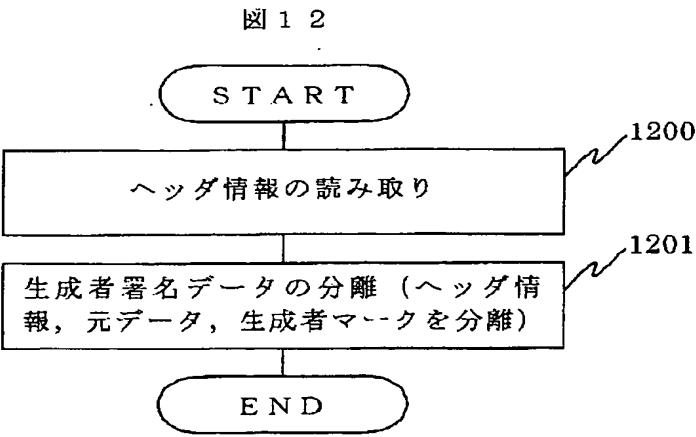 図１２
START
1200
ヘッダ情報の読み取り
1201
生成者署名データの分離（ヘッダ情
報，元データ，生成者マークを分離）
END